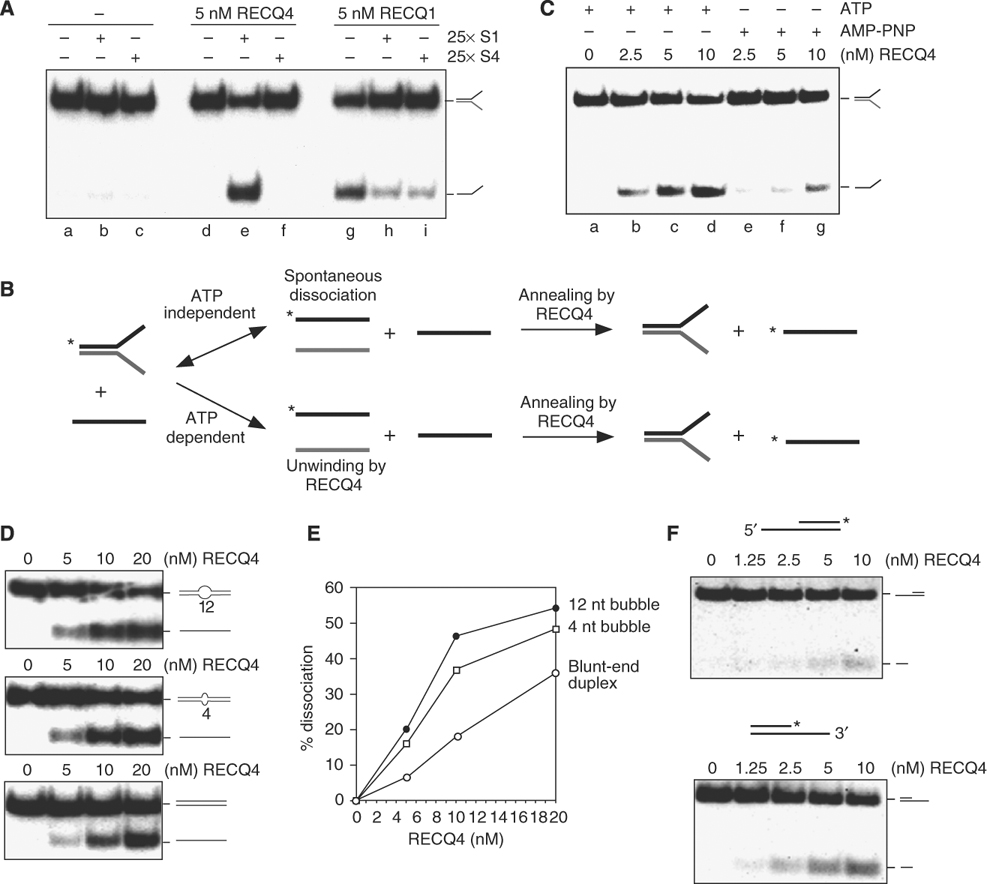 A
– 5 nM RECQ4 5 nM RECQ1
– + – – + – – + – 25× S1
– – + – – + – – + 25× S4
a b c d e f g h i
C
+ + + + – – – ATP
– – – – + + + AMP-PNP
0 2.5 5 10 2.5 5 10 (nM) RECQ4
a b c d e f g
B
Spontaneous
dissociation
ATP
independent
Annealing by
RECQ4
* * + + *
+
ATP
dependent
Annealing by
RECQ4
* + + *
Unwinding by
RECQ4
D
0 5 10 20 (nM) RECQ4
12
0 5 10 20 (nM) RECQ4
4
0 5 10 20 (nM) RECQ4
E
% dissociation
60
50
40
30
20
10
0
0 2 4 6 8 10 12 14 16 18 20
RECQ4 (nM)
12 nt bubble
4 nt bubble
Blunt-end
duplex
F
*
5′
0 1.25 2.5 5 10 (nM) RECQ4
*
3′
0 1.25 2.5 5 10 (nM) RECQ4